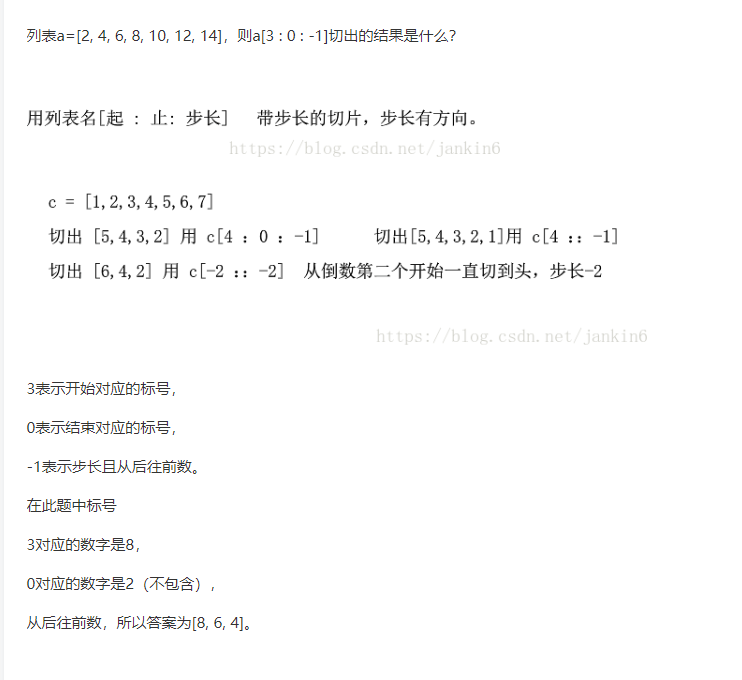 列表a=[2, 4, 6, 8, 10, 12, 14]，则a[3 : 0 : -1]切出的结果是什么?
用列表名[起 : 止: 步长] 带步长的切片，步长有方向。
https://blog.csdn.net/jankin6
c = [1,2,3,4,5,6,7]
切出 [5,4,3,2] 用 c[4 : 0 : -1] 切出[5,4,3,2,1]用 c[4 :: -1]
切出 [6,4,2] 用 c[-2 :: -2] 从倒数第二个开始一直切到头，步长-2
https://blog.csdn.net/jankin6
3表示开始对应的标号，
0表示结束对应的标号，
-1表示步长且从后往前数。
在此题中标号
3对应的数字是8，
0对应的数字是2（不包含），
从后往前数，所以答案为[8, 6, 4]。